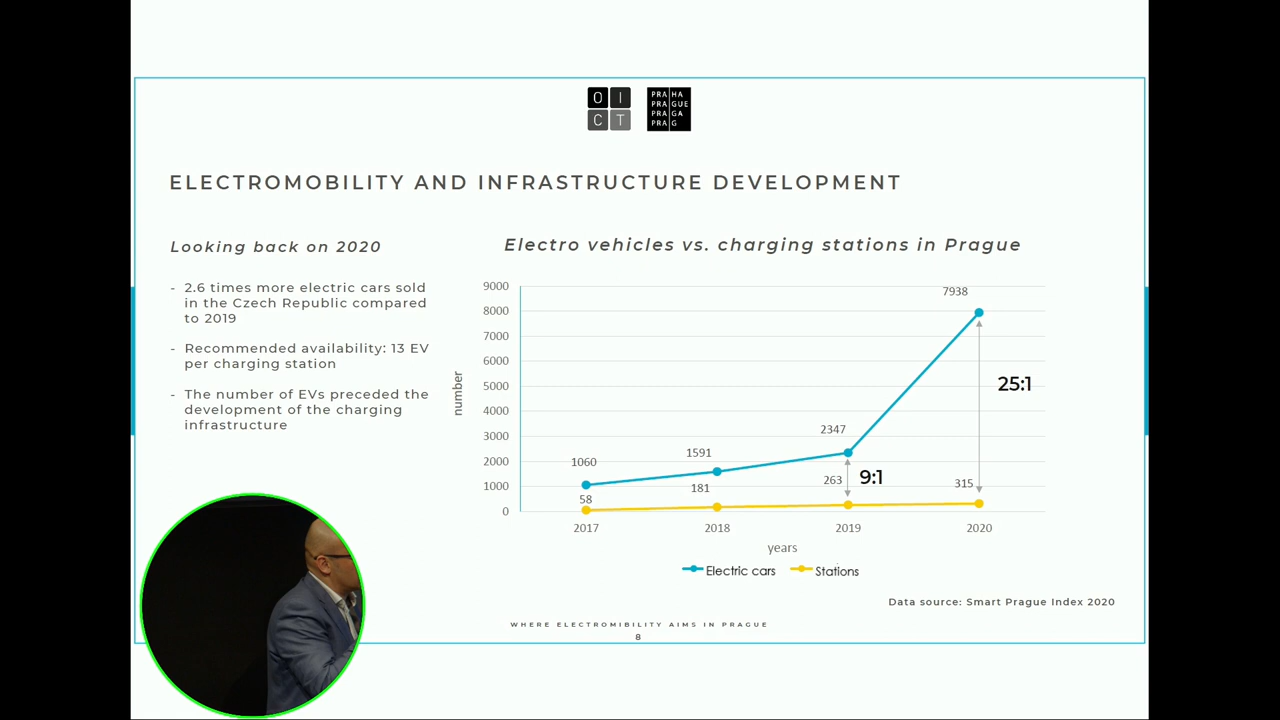 O I
C T
PRA HA
PRA GUE
PRA GA
PRA G
ELECTROMOBILITY AND INFRASTRUCTURE DEVELOPMENT
Looking back on 2020
- 2.6 times more electric cars sold
in the Czech Republic compared
to 2019
- Recommended availability: 13 EV
per charging station
- The number of EVs preceded the
development of the charging
infrastructure
Electro vehicles vs. charging stations in Prague
number
9000
8000
7000
6000
5000
4000
3000
2000
1000
0
7938
25:1
2347
1591
1060
263
9:1
315
181
58
2017 2018 2019 2020
years
Electric cars Stations
Data source: Smart Prague Index 2020
WHERE ELECTROMIBILITY AIMS IN PRAGUE
8